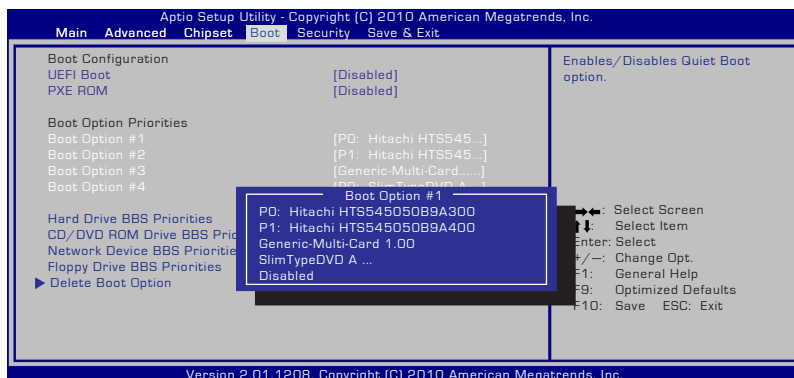 Aptio Setup Utility - Copyright (C) 2010 American Megatrends, Inc.
Main Advanced Chipset Boot Security Save & Exit
Boot Configuration
UEFI Boot [Disabled]
PXE ROM [Disabled]
Boot Option Priorities
Boot Option #1 [P0: Hitachi HTS545...]
Boot Option #2 [P1: Hitachi HTS545...]
Boot Option #3 [Generic-Multi-Card......]
Boot Option #4
Hard Drive BBS Priorities
CD/DVD ROM Drive BBS
Network Device BBS
Floppy Drive BBS Priorities
Delete Boot Option
Boot Option #1
P0: Hitachi HTS545050B9A300
P1: Hitachi HTS545050B9A400
Generic-Multi-Card 1.00
SlimTypeDVD A ...
Disabled
Enables/Disables Quiet Boot
option.
→←: Select Screen
↑↓: Select Item
Enter: Select
+/−: Change Opt.
F1: General Help
F9: Optimized Defaults
F10: Save ESC: Exit
Version 2.01.1208. Copyright (C) 2010 American Megatrends, Inc.